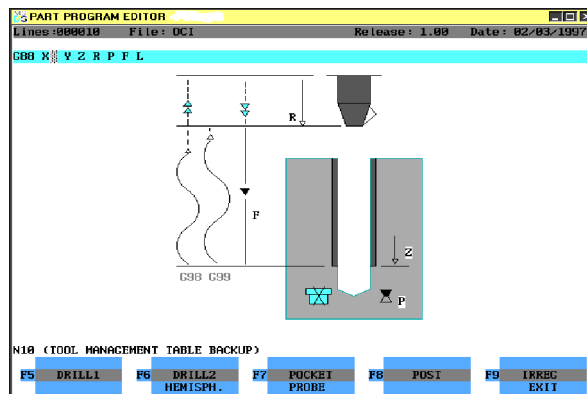 PART PROGRAM EDITOR
Lines:000010 File: OCI Release: 1.00 Date: 02/03/1997
G88 X Y Z R P F L
R
F
Z
G98 G99
P
N10 (TOOL MANAGEMENT TABLE BACKUP)
F5 DRILL1 F6 DRILL2 F7 POCKET F8 POST F9 IRREG
HEMISPH. PROBE EXIT